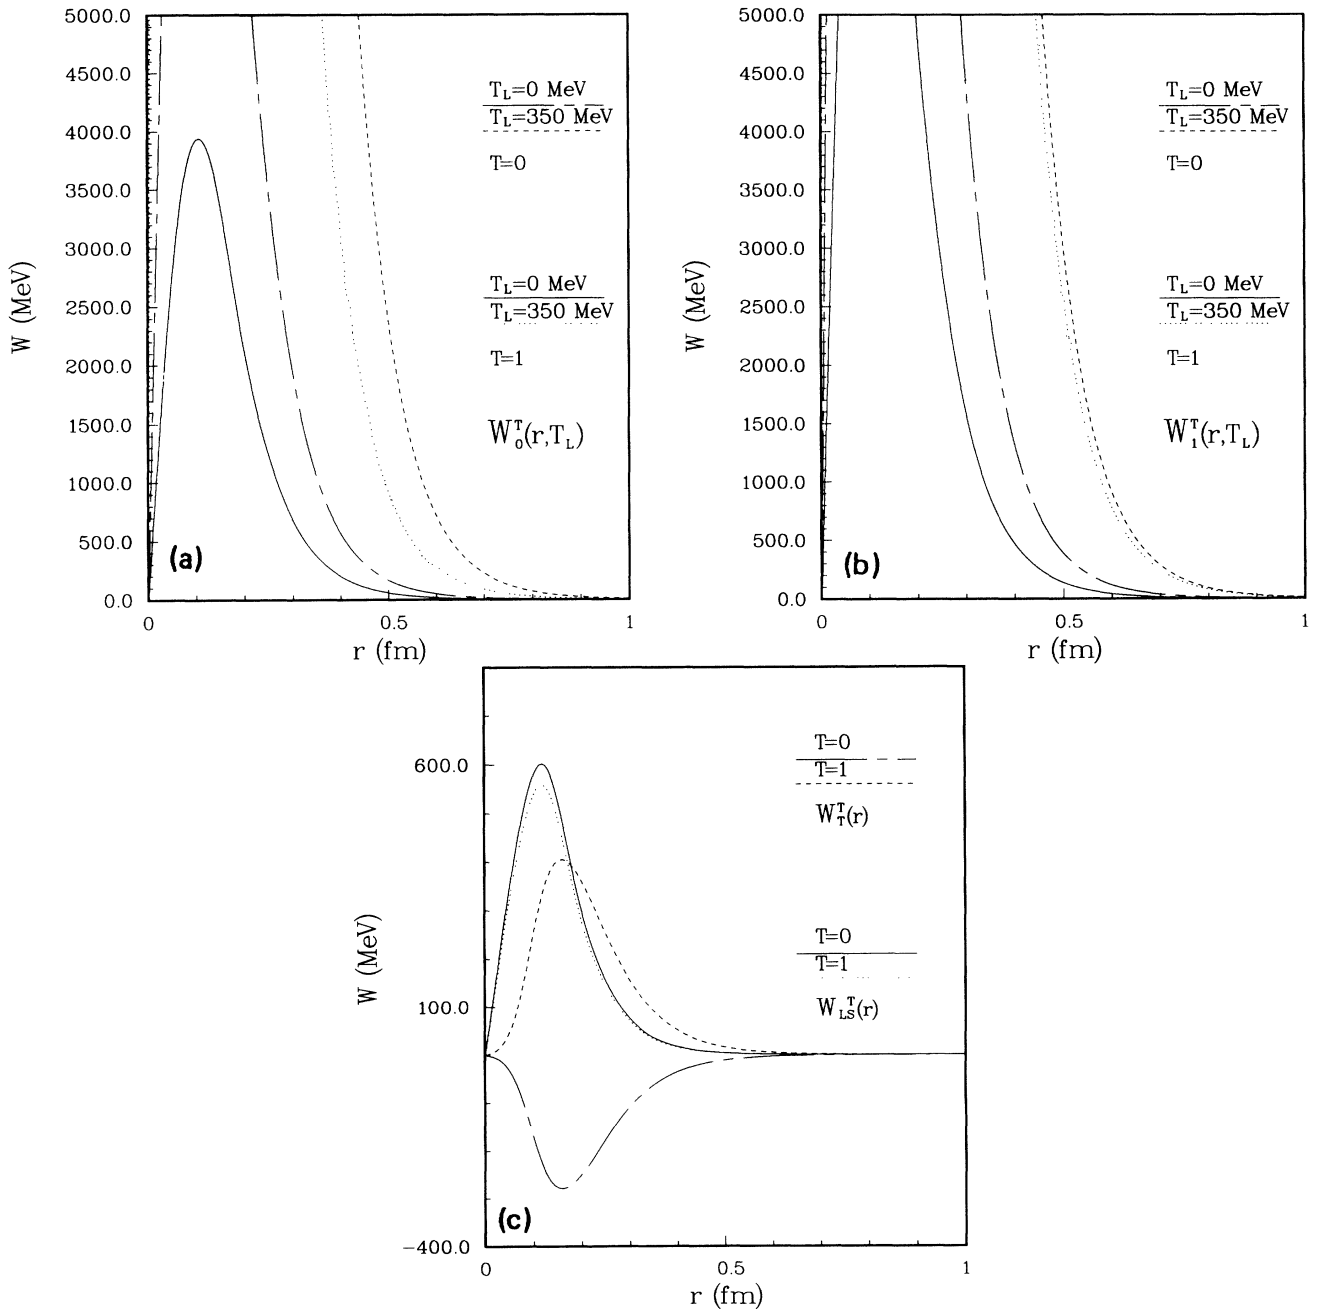 5000.0
4500.0
4000.0
3500.0
3000.0
2500.0
2000.0
1500.0
1000.0
500.0
0.0
W (MeV)
T_L=0 MeV
T_L=350 MeV
T=0
T_L=0 MeV
T_L=350 MeV
T=1
W_0^T(r,T_L)
(a)
0 0.5 1
r (fm)
5000.0
4500.0
4000.0
3500.0
3000.0
2500.0
2000.0
1500.0
1000.0
500.0
0.0
W (MeV)
T_L=0 MeV
T_L=350 MeV
T=0
T_L=0 MeV
T_L=350 MeV
T=1
W_1^T(r,T_L)
(b)
0 0.5 1
r (fm)
600.0
100.0
-400.0
W (MeV)
T=0
T=1
W_T^T(r)
T=0
T=1
W_LS^T(r)
(c)
0 0.5 1
r (fm)